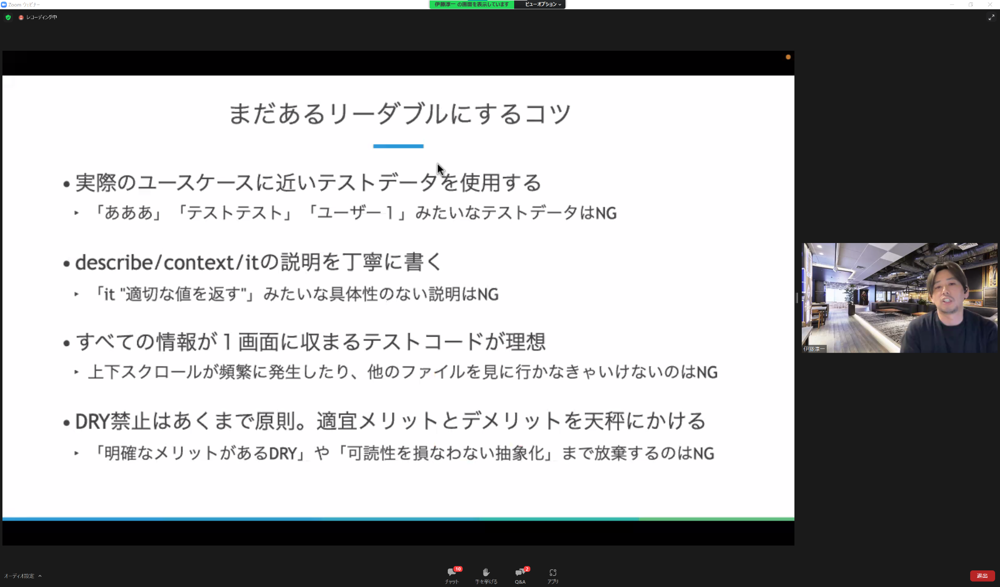 Zoom ウェビナー
伊藤淳一 の画面を表示しています
ビューオプション
レコーディング中
まだあるリーダブルにするコツ
• 実際のユースケースに近いテストデータを使用する
‣ 「あああ」「テストテスト」「ユーザー１」みたいなテストデータはNG
• describe/context/itの説明を丁寧に書く
‣ 「it "適切な値を返す"」みたいな具体性のない説明はNG
• すべての情報が１画面に収まるテストコードが理想
‣ 上下スクロールが頻繁に発生したり、他のファイルを見に行かなきゃいけないのはNG
• DRY禁止はあくまで原則。適宜メリットとデメリットを天秤にかける
‣ 「明確なメリットがあるDRY」や「可読性を損なわない抽象化」まで放棄するのはNG
伊藤淳一
オーディオ設定
10
チャット
手を挙げる
2
Q&A
アプリ
退出